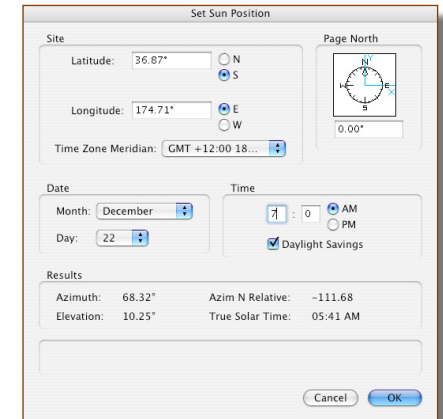 Set Sun Position
Site
Page North
Latitude: 36.87° N
S
Longitude: 174.71° E
W
Time Zone Meridian: GMT +12:00 18...
N Y
W E X
S
0.00°
Date
Time
Month: December
Day: 22
7 : 0 AM
PM
Daylight Savings
Results
Azimuth: 68.32° Azim N Relative: -111.68
Elevation: 10.25° True Solar Time: 05:41 AM
Cancel OK